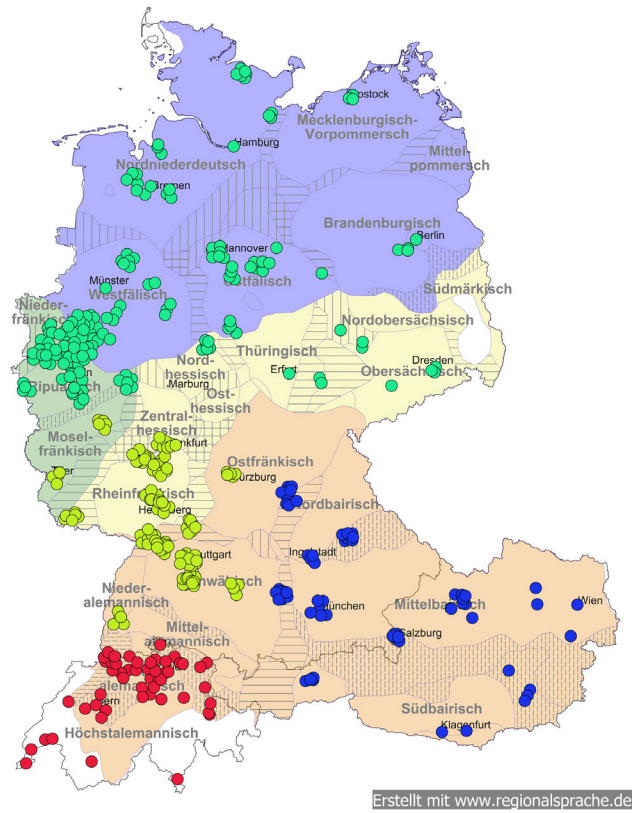 Rostock
Mecklenburgisch-
Vorpommersch
Hamburg
Mittel-
pommersch
Nordniederdeutsch
Bremen
Brandenburgisch
Berlin
Hannover
Münster
Westfälisch
Ostfälisch
Südmärkisch
Nieder-
fränkisch
Nordobersächsisch
Thüringisch
Nord-
hessisch
Erfurt
Dresden
Obersächsisch
Ripuarisch
Marburg
Ost-
hessisch
Zentral-
hessisch
Frankfurt
Mosel-
fränkisch
Trier
Ostfränkisch
Würzburg
Rheinfränkisch
Heidelberg
Nordbairisch
Stuttgart
Ingolstadt
Schwäbisch
Nieder-
alemannisch
München
Mittelbairisch
Wien
Mittel-
alemannisch
Salzburg
alemannisch
Bern
Südbairisch
Klagenfurt
Höchstalemannisch
Erstellt mit www.regionalsprache.de